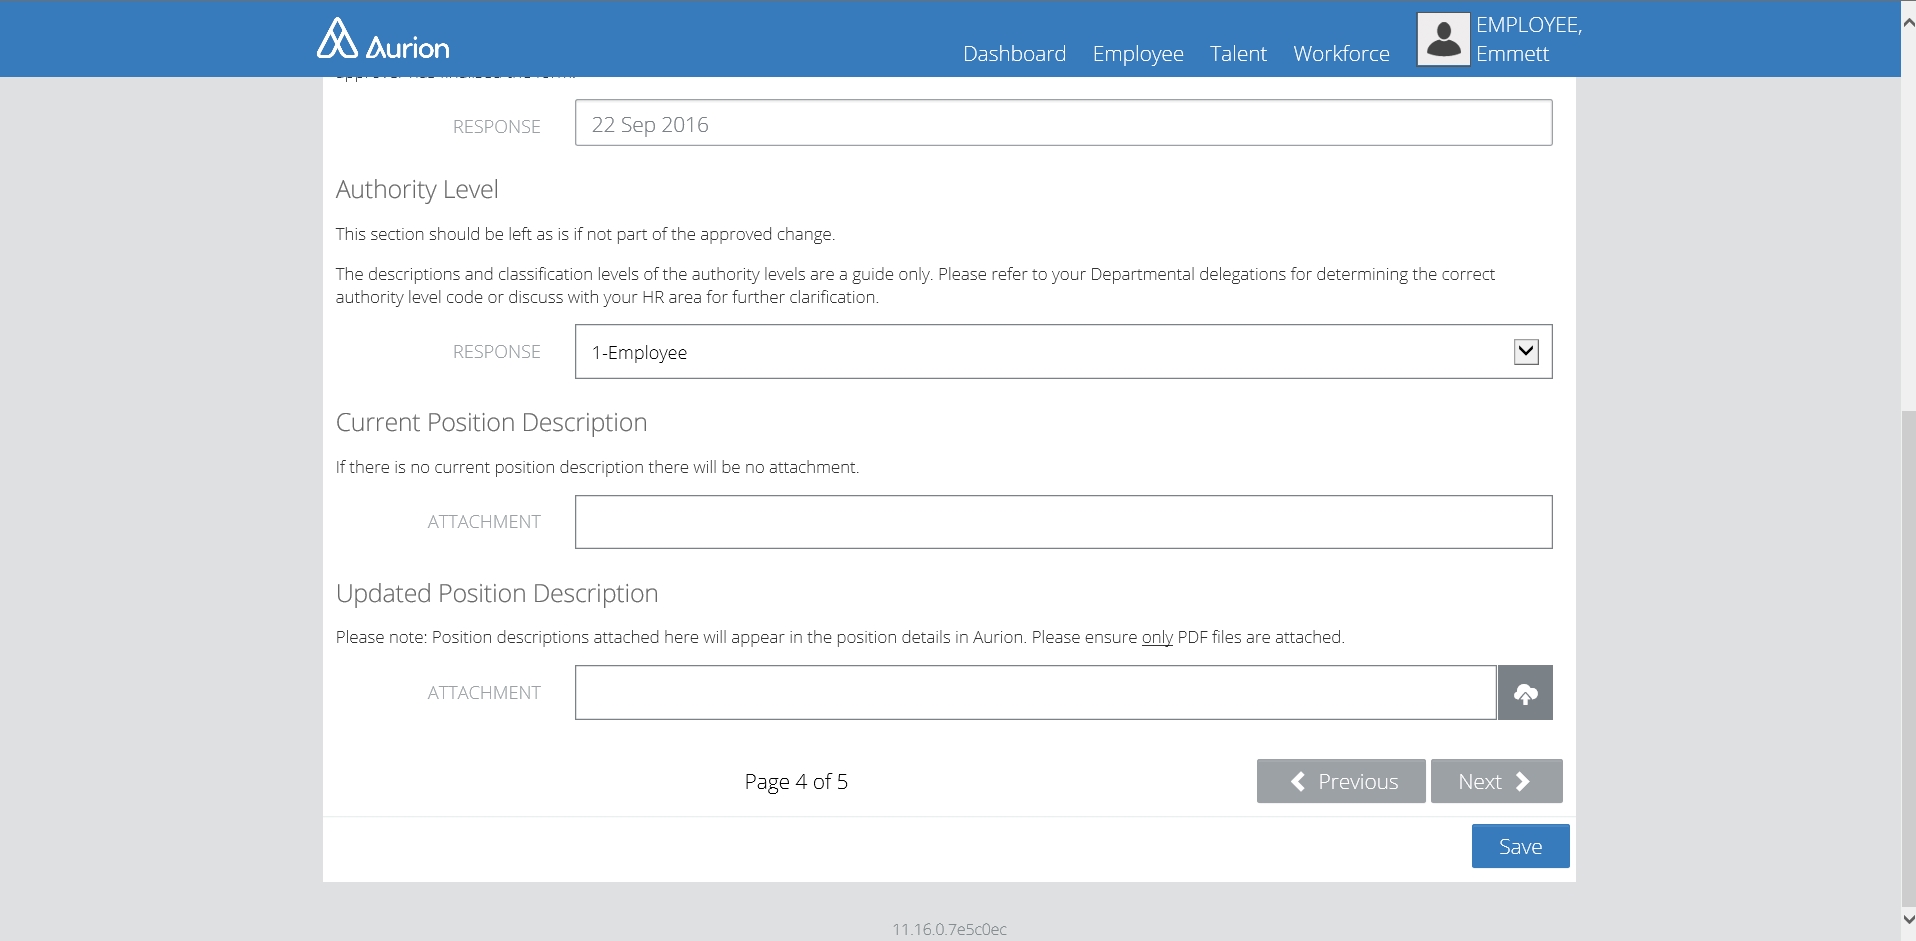 Aurion
Dashboard Employee Talent Workforce
EMPLOYEE,
Emmett
RESPONSE 22 Sep 2016
Authority Level
This section should be left as is if not part of the approved change.
The descriptions and classification levels of the authority levels are a guide only. Please refer to your Departmental delegations for determining the correct
authority level code or discuss with your HR area for further clarification.
RESPONSE 1-Employee
Current Position Description
If there is no current position description there will be no attachment.
ATTACHMENT
Updated Position Description
Please note: Position descriptions attached here will appear in the position details in Aurion. Please ensure only PDF files are attached.
ATTACHMENT
Page 4 of 5
Previous Next
Save
11.16.0.7e5c0ec